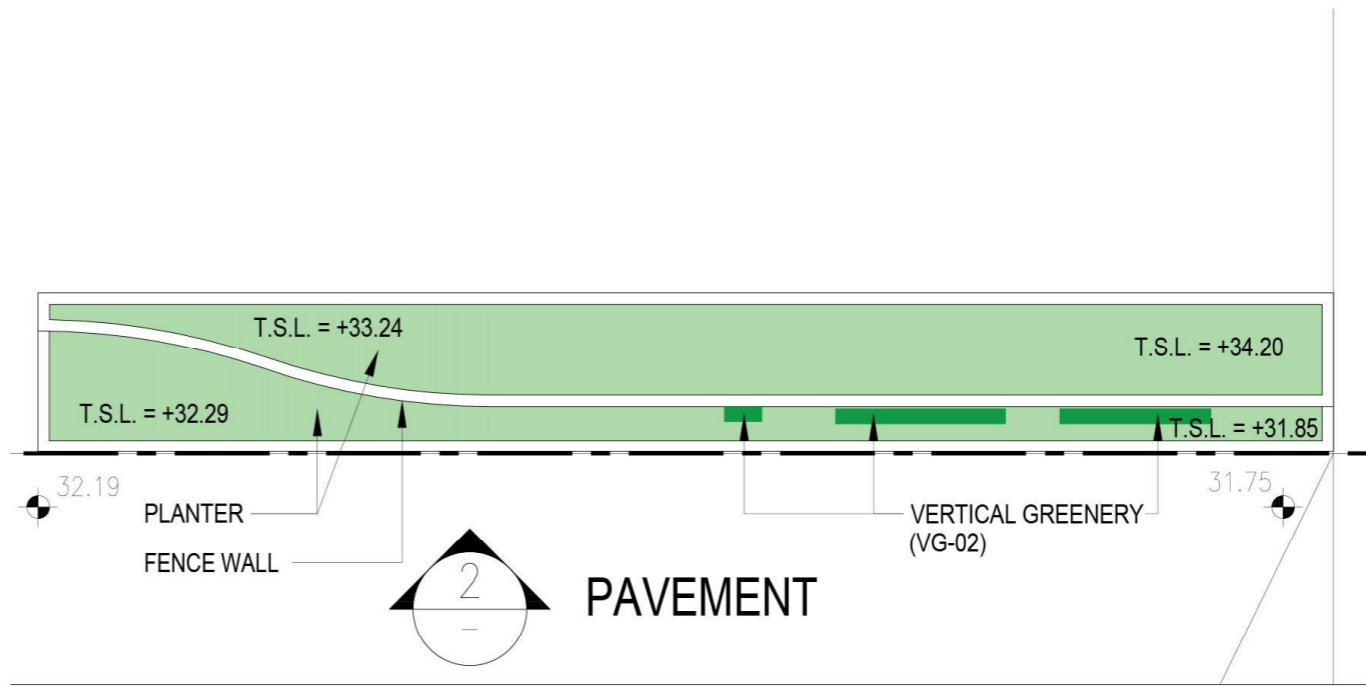 T.S.L. = +33.24
T.S.L. = +34.20
T.S.L. = +32.29
T.S.L. = +31.85
32.19
31.75
PLANTER
VERTICAL GREENERY
(VG-02)
FENCE WALL
2
–
PAVEMENT